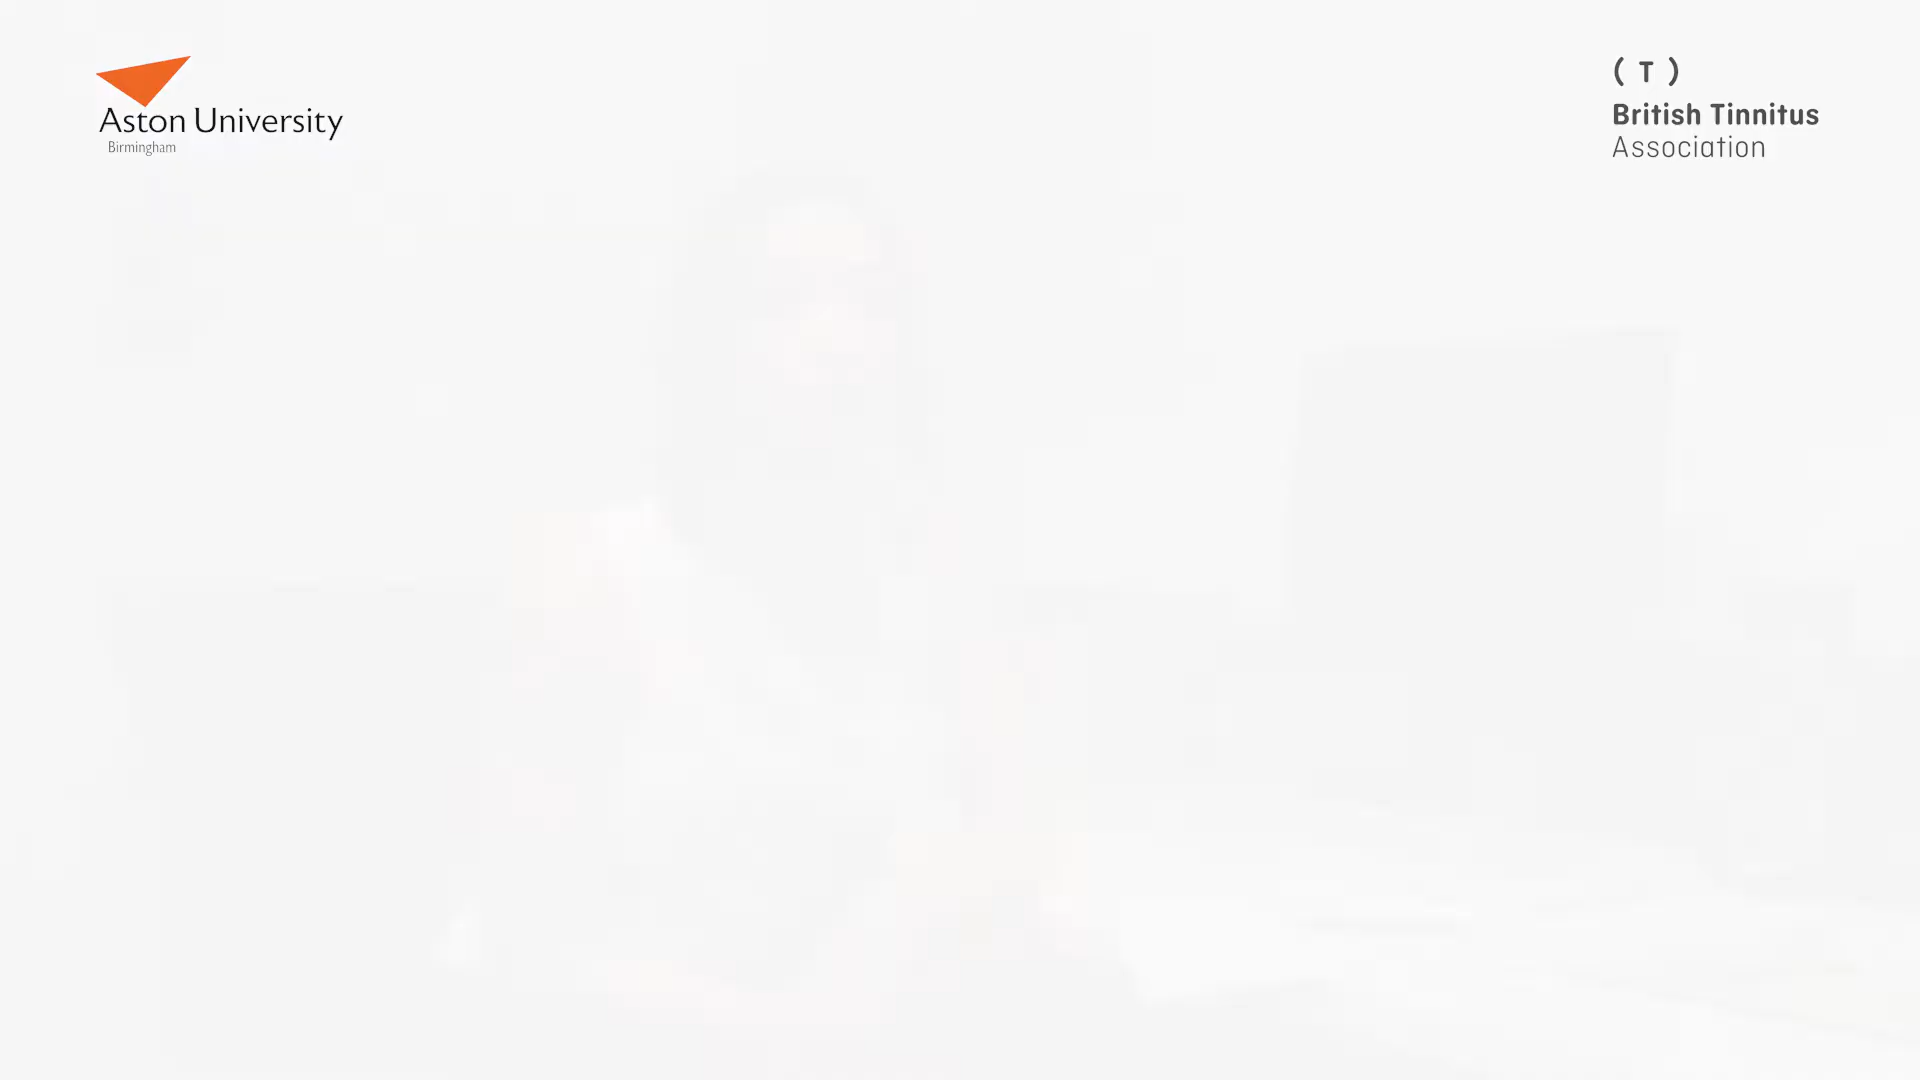 Aston University
Birmingham
( T )
British Tinnitus
Association